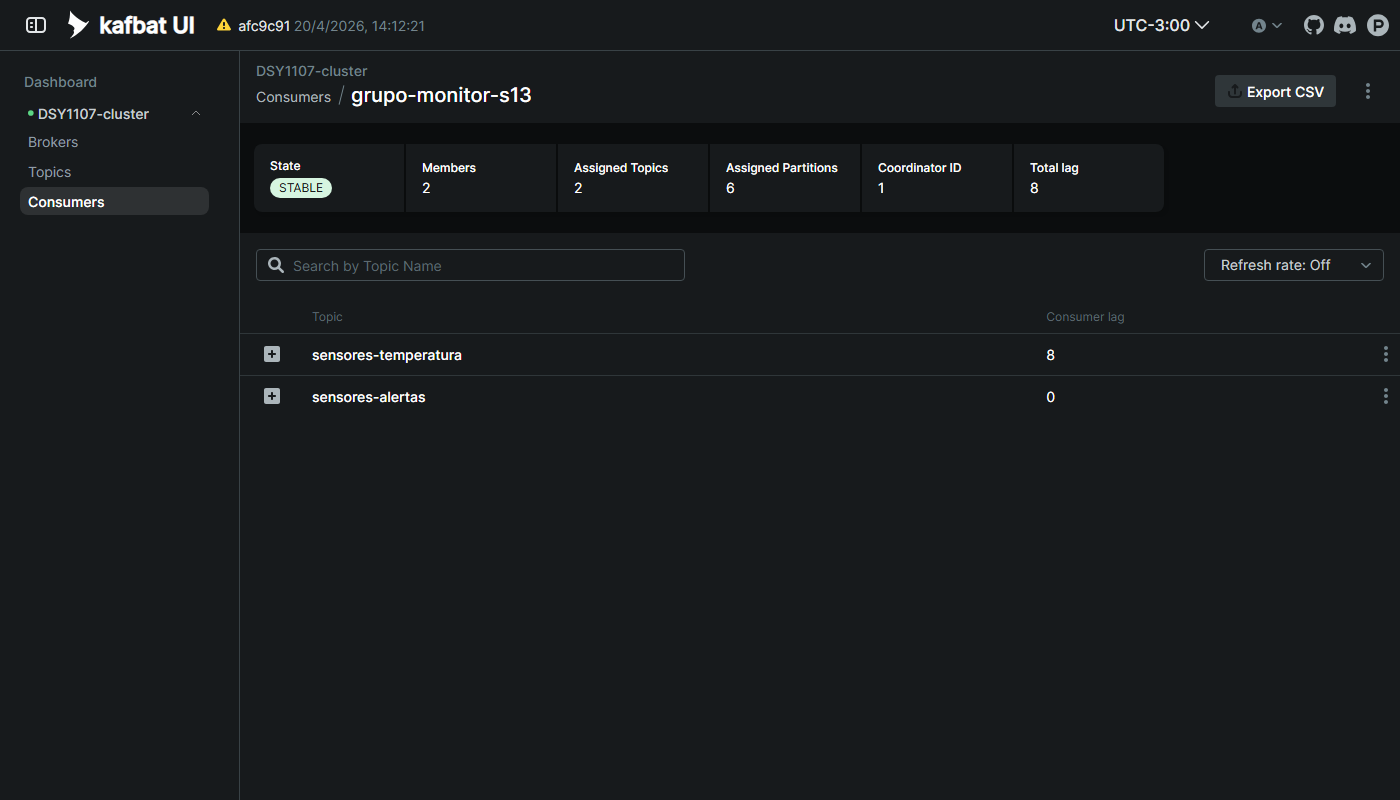 kafbat UI afc9c91 20/4/2026, 14:12:21 UTC-3:00 A P
Dashboard
DSY1107-cluster
Brokers
Topics
Consumers
DSY1107-cluster
Consumers / grupo-monitor-s13
Export CSV
State
STABLE
Members
2
Assigned Topics
2
Assigned Partitions
6
Coordinator ID
1
Total lag
8
Search by Topic Name
Refresh rate: Off
Topic Consumer lag
sensores-temperatura 8
sensores-alertas 0